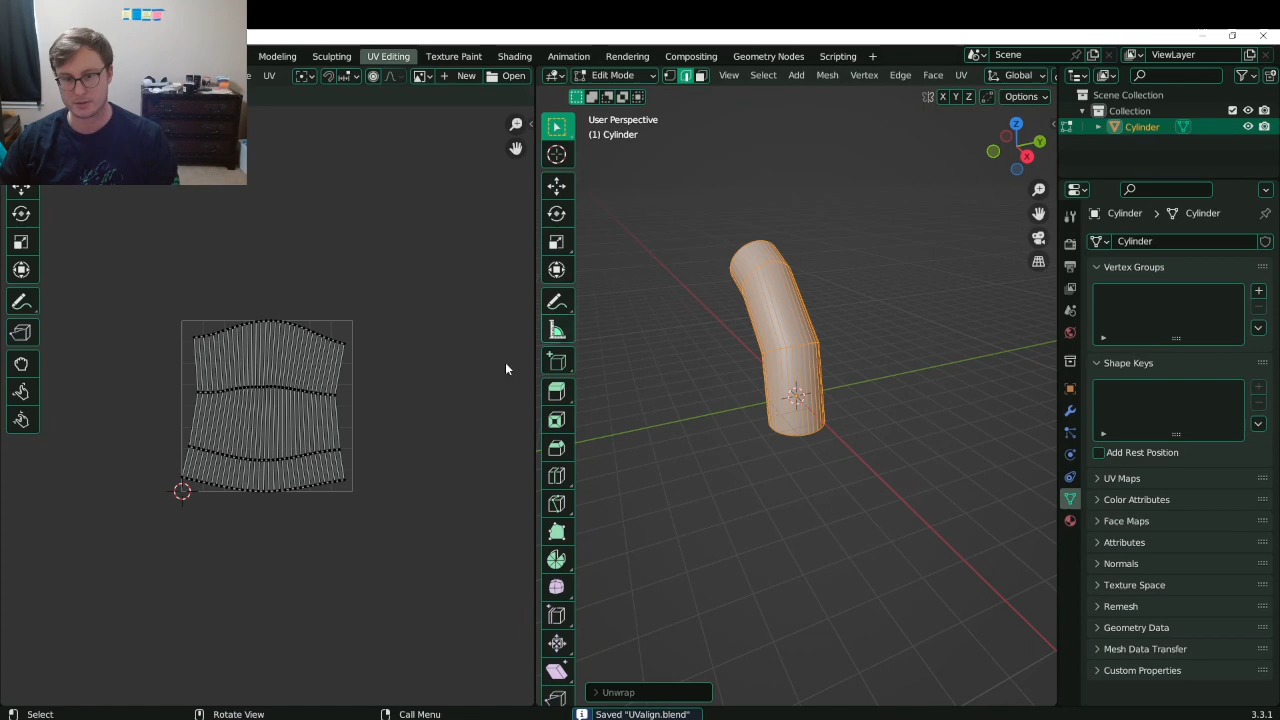 Modeling Sculpting UV Editing Texture Paint Shading Animation Rendering Compositing Geometry Nodes Scripting + Scene ViewLayer
UV New Open Edit Mode View Select Add Mesh Vertex Edge Face UV Global
X Y Z Options
Scene Collection
Collection
Cylinder
User Perspective
(1) Cylinder
Z
Y
X
Cylinder > Cylinder
Cylinder
Vertex Groups
Shape Keys
Add Rest Position
UV Maps
Color Attributes
Face Maps
Attributes
Normals
Texture Space
Remesh
Geometry Data
Mesh Data Transfer
Custom Properties
> Unwrap
Select Rotate View Call Menu Saved "UValign.blend" 3.3.1